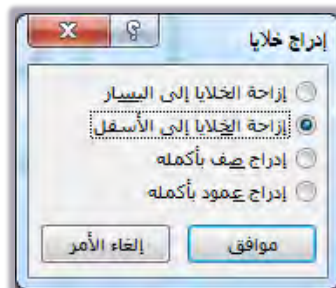 إدراج خلايا
إزاحة الخلايا إلى اليسار
إزاحة الخلايا إلى الأسفل
إدراج صف بأكمله
إدراج عمود بأكمله
موافق
إلغاء الأمر